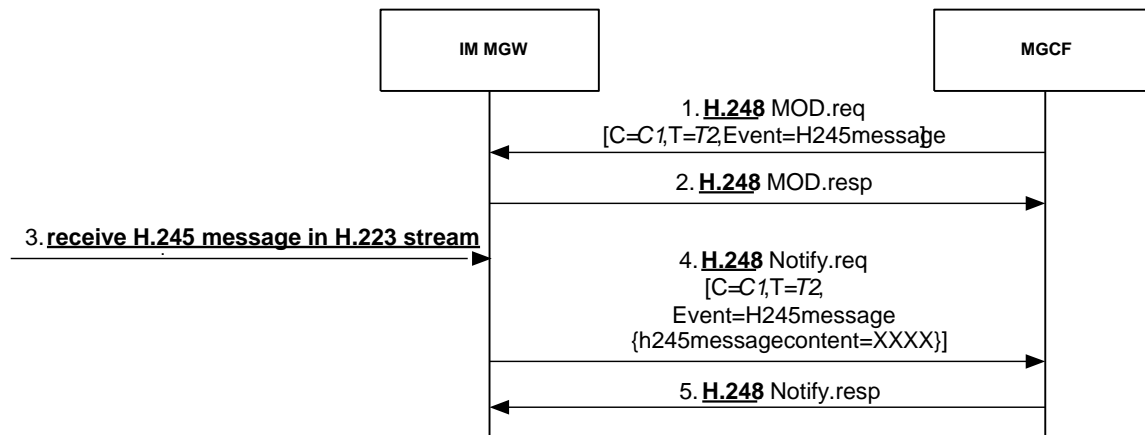 IM MGW
MGCF
1. H.248 MOD.req
[C=C1,T=T2,Event=H245message]
2. H.248 MOD.resp
3. receive H.245 message in H.223 stream
4. H.248 Notify.req
[C=C1,T=T2,
Event=H245message
{h245messagecontent=XXXX}]
5. H.248 Notify.resp